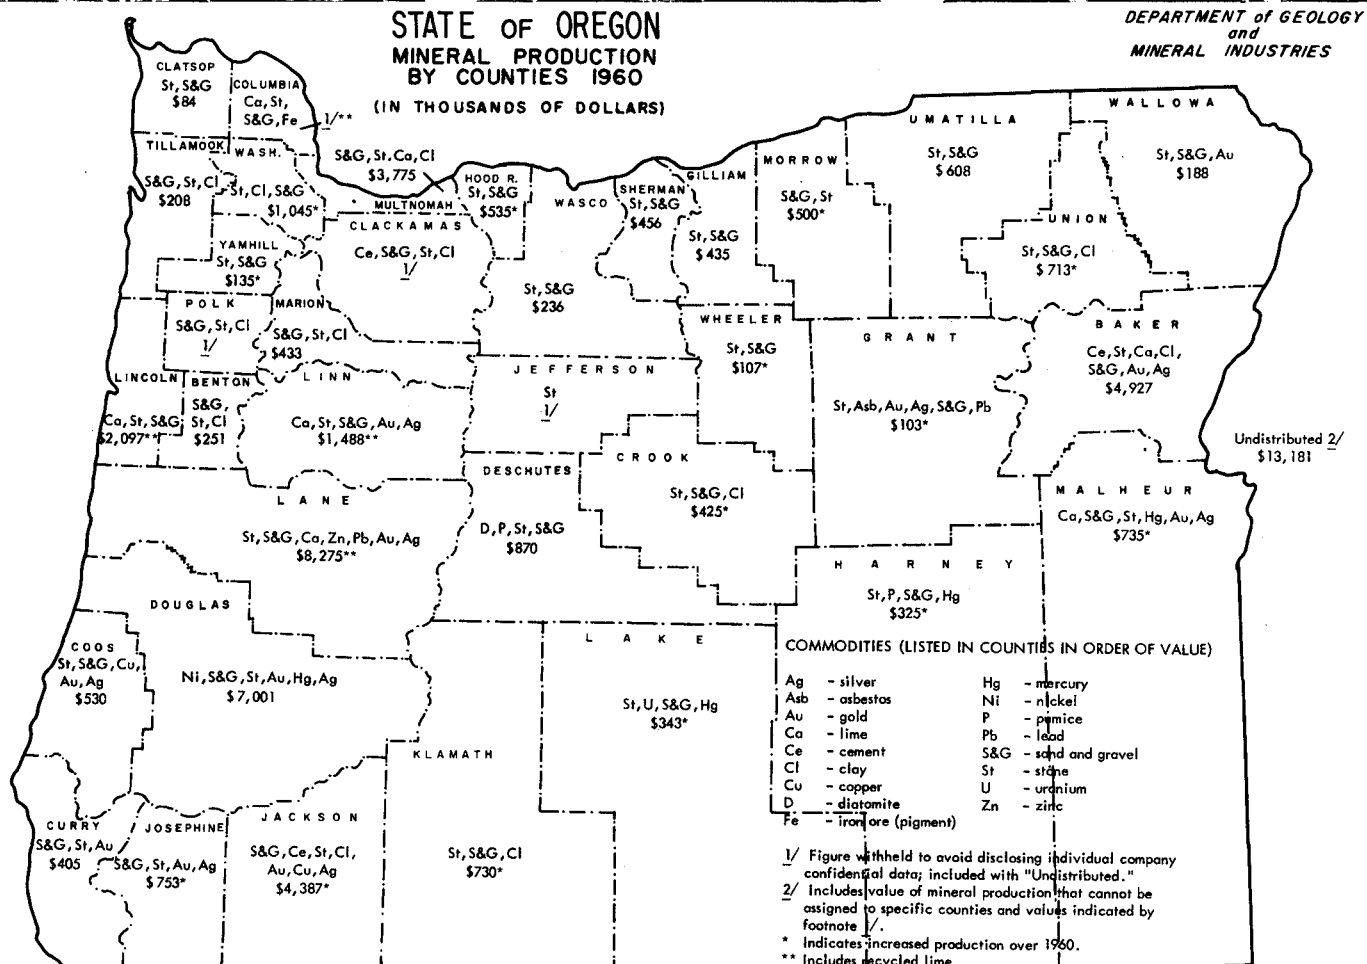 STATE OF OREGON
MINERAL PRODUCTION
BY COUNTIES 1960
(IN THOUSANDS OF DOLLARS)
DEPARTMENT of GEOLOGY
and
MINERAL INDUSTRIES
CLATSOP
St, S&G
$84
COLUMBIA
Ca, St,
S&G, Fe
1/**
TILLAMOOK
S&G, St, Cl
$208
WASH.
St, Cl, S&G
$1,045*
S&G, St, Ca, Cl
$3,775
MULTNOMAH
HOOD R.
St, S&G
$535*
WASCO
St, S&G
$236
SHERMAN
St, S&G
$456
GILLIAM
St, S&G
$435
MORROW
S&G, St
$500*
UMATILLA
St, S&G
$608
WALLOWA
St, S&G, Au
$188
UNION
St, S&G, Cl
$713*
YAMHILL
St, S&G
$135*
CLACKAMAS
Ce, S&G, St, Cl
1/
POLK
S&G, St, Cl
1/
MARION
S&G, St, Cl
$433
WHEELER
St, S&G
$107*
GRANT
St, Asb, Au, Ag, S&G, Pb
$103*
BAKER
Ce, St, Ca, Cl,
S&G, Au, Ag
$4,927
LINCOLN
Ca, St, S&G
$2,097**
BENTON
S&G,
St, Cl
$251
LINN
Ca, St, S&G, Au, Ag
$1,488**
JEFFERSON
St
1/
CROOK
St, S&G, Cl
$425*
Undistributed 2/
$13,181
LANE
St, S&G, Ca, Zn, Pb, Au, Ag
$8,275**
DESCHUTES
D, P, St, S&G
$870
MALHEUR
Ca, S&G, St, Hg, Au, Ag
$735*
HARNEY
St, P, S&G, Hg
$325*
DOUGLAS
Ni, S&G, St, Au, Hg, Ag
$7,001
COOS
St, S&G, Cu,
Au, Ag
$530
LAKE
St, U, S&G, Hg
$343*
KLAMATH
St, S&G, Cl
$730*
CURRY
S&G, St, Au
$405
JOSEPHINE
S&G, St, Au, Ag
$753*
JACKSON
S&G, Ce, St, Cl,
Au, Cu, Ag
$4,387*
COMMODITIES (LISTED IN COUNTIES IN ORDER OF VALUE)
Ag - silver
Asb - asbestos
Au - gold
Ca - lime
Ce - cement
Cl - clay
Cu - copper
D - diatomite
Fe - iron ore (pigment)
Hg - mercury
Ni - nickel
P - pumice
Pb - lead
S&G - sand and gravel
St - stone
U - uranium
Zn - zinc
1/ Figure withheld to avoid disclosing individual company
confidential data; included with "Undistributed."
2/ Includes value of mineral production that cannot be
assigned to specific counties and values indicated by
footnote 1/.
* Indicates increased production over 1960.
** Includes recycled lime